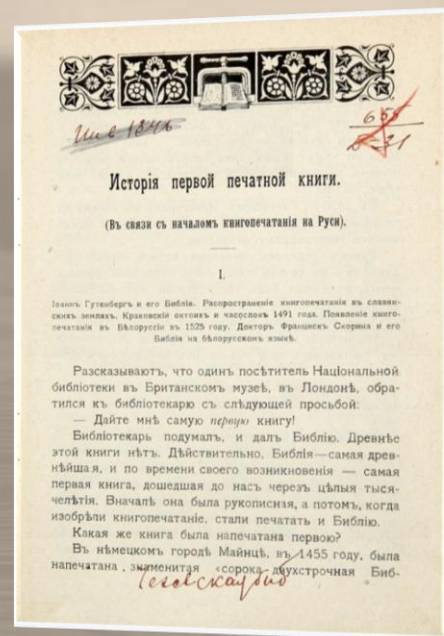 655
Б-31
Исторія первой печатной книги.
(Въ связи съ началомъ книгопечатанія на Руси).
I.
Іоаннъ Гутенбергъ и его Библія. Распространеніе книгопечатанія въ славян-
скихъ земляхъ. Краковскіе октоихъ и часословъ 1491 года. Появленіе книго-
печатанія въ Бѣлоруссіи въ 1525 году. Докторъ Францискъ Скорина и его
Библія на бѣлорусскомъ языкѣ.
Разсказываютъ, что одинъ посѣтитель Національной
библіотеки въ Британскомъ музеѣ, въ Лондонѣ, обра-
тился къ библіотекарю съ слѣдующей просьбой:
— Дайте мнѣ самую первую книгу!
Библіотекарь подумалъ, и далъ Библію. Древнѣе
этой книги нѣтъ. Дѣйствительно, Библія—самая древ-
нѣйшая, и по времени своего возникновенія — самая
первая книга, дошедшая до насъ черезъ цѣлыя тыся-
челѣтія. Вначалѣ она была рукописная, а потомъ, когда
изобрѣли книгопечатаніе, стали печатать и Библію.
Какая же книга была напечатана первою?
Въ нѣмецкомъ городѣ Майнцѣ, въ 1455 году, была
напечатана знаменитая «сорока двухстрочная Биб-